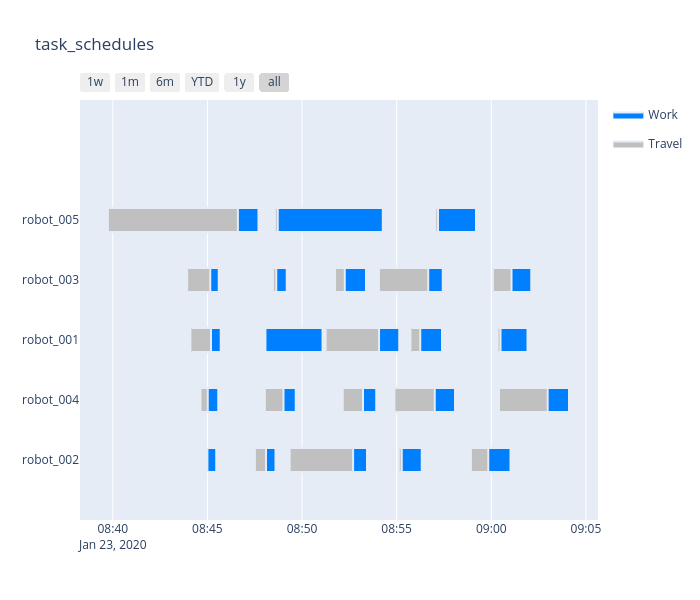 task_schedules
1w 1m 6m YTD 1y all
Work
Travel
robot_005
robot_003
robot_001
robot_004
robot_002
08:40 08:45 08:50 08:55 09:00 09:05
Jan 23, 2020